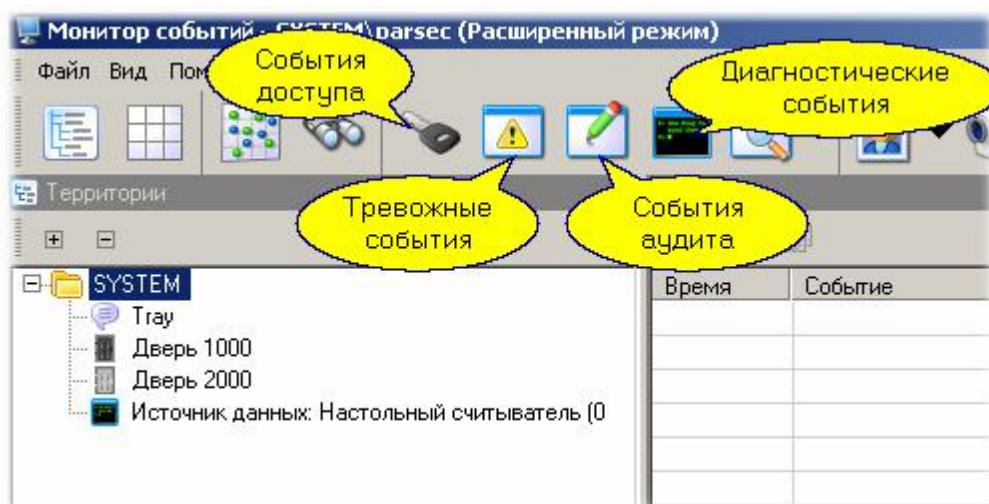 Монитор событий - SYSTEM\parsec (Расширенный режим)
Файл Вид
События
доступа
Диагностические
события
Территории
Тревожные
события
События
аудита
SYSTEM
Tray
Дверь 1000
Дверь 2000
Источник данных: Настольный считыватель (0
Время Событие